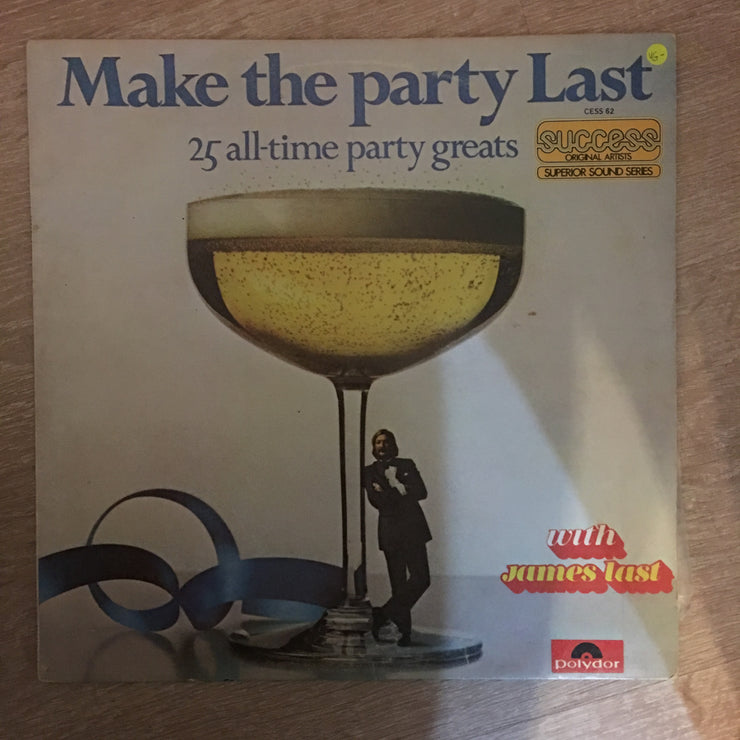 Make the party Last
VG-
CESS 62
25 all-time party greats
success
ORIGINAL ARTISTS
SUPERIOR SOUND SERIES
with
james last
polydor